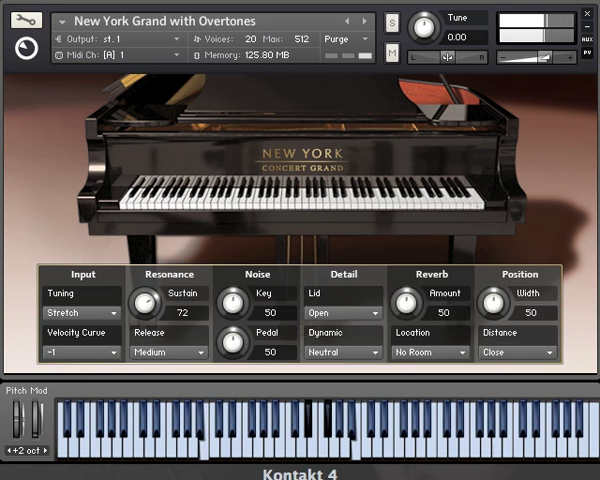 New York Grand with Overtones
Output: st. 1
Voices: 20 Max: 512 Purge
Midi Ch: [A] 1
Memory: 125.80 MB
S
M
Tune
0.00
L R
AUX
PV
NEW YORK
CONCERT GRAND
Input Resonance Noise Detail Reverb Position
Tuning Sustain Key Lid Amount Width
Stretch 72 50 Open 50 50
Velocity Curve Release Pedal Dynamic Location Distance
-1 Medium 50 Neutral No Room Close
Pitch Mod
+2 oct
Kontakt 4